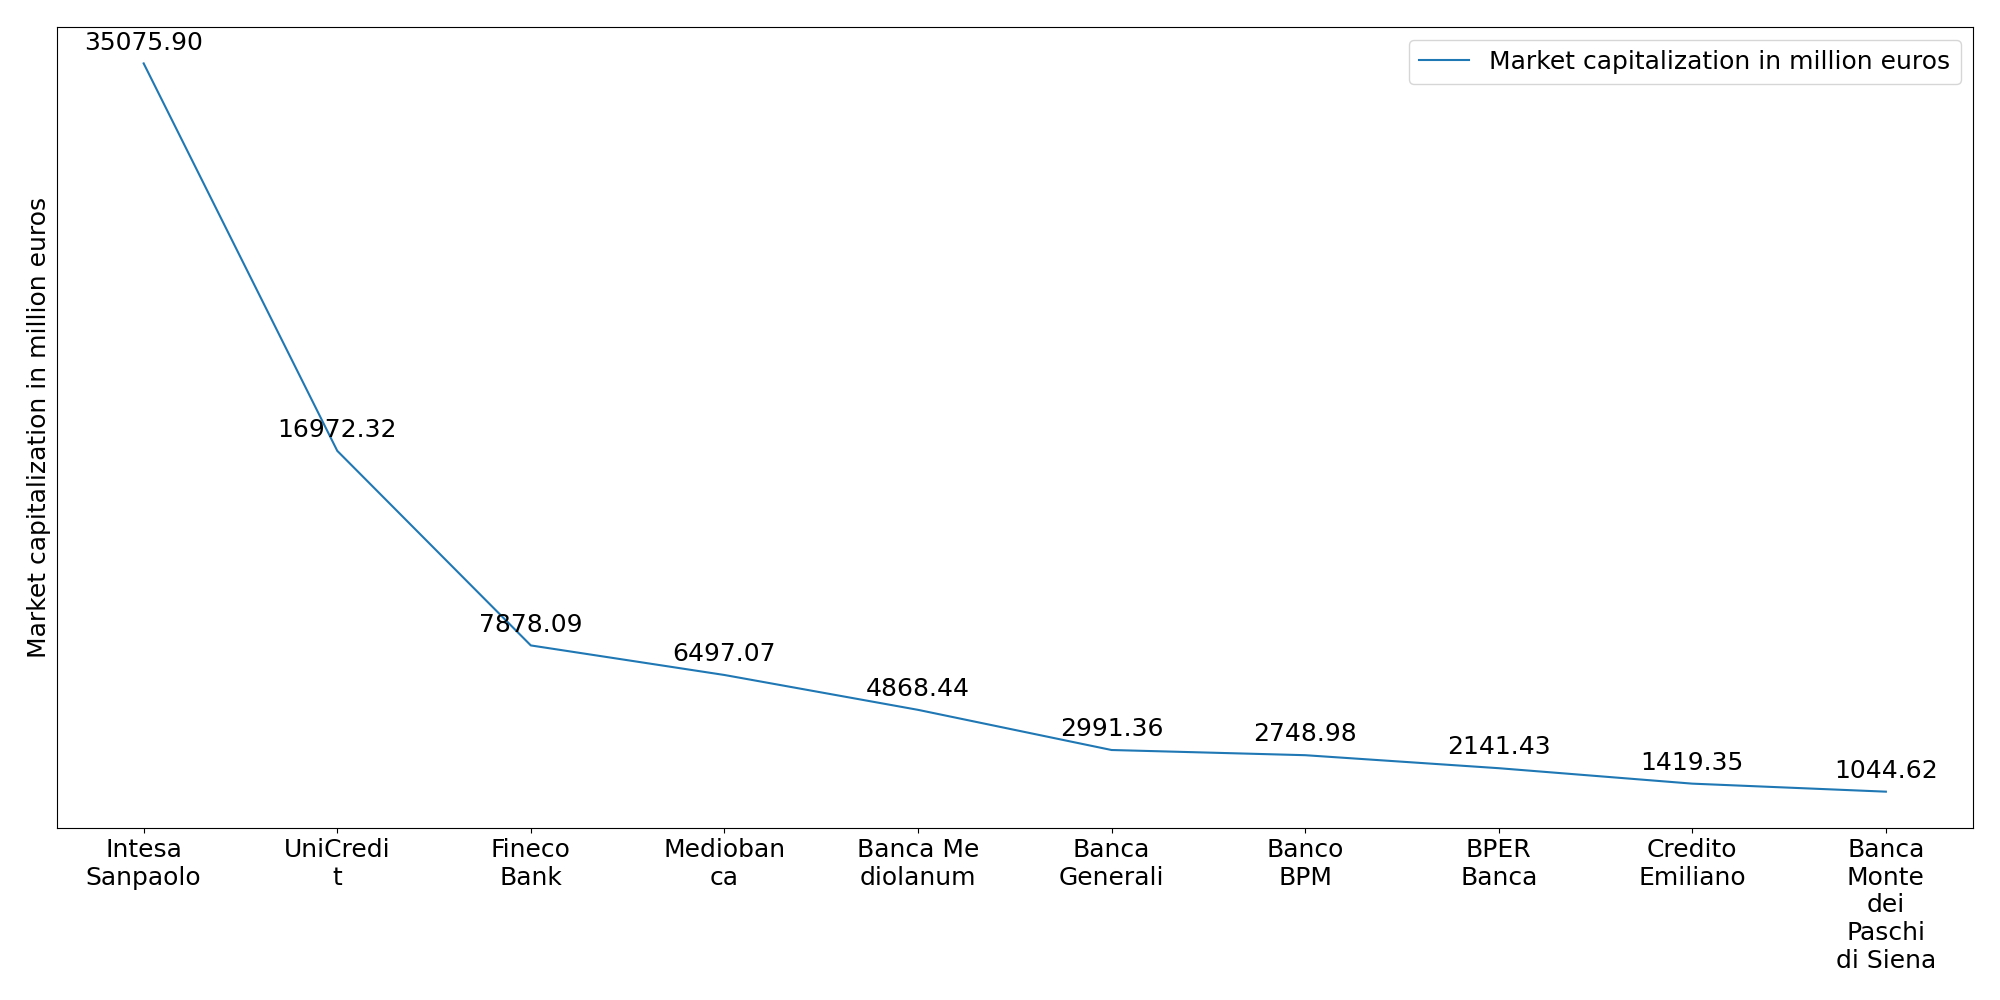 35075.90
Market capitalization in million euros
Market capitalization in million euros
16972.32
7878.09
6497.07
4868.44
2991.36
2748.98
2141.43
1419.35
1044.62
Intesa
Sanpaolo
UniCredi
t
Fineco
Bank
Medioban
ca
Banca Me
diolanum
Banca
Generali
Banco
BPM
BPER
Banca
Credito
Emiliano
Banca
Monte
dei
Paschi
di Siena